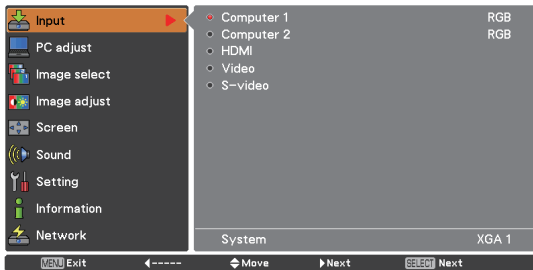 Input
PC adjust
Image select
Image adjust
Screen
Sound
Setting
Information
Network
Computer 1 RGB
Computer 2 RGB
HDMI
Video
S-video
System XGA 1
MENU Exit ◀----- Move Next SELECT Next